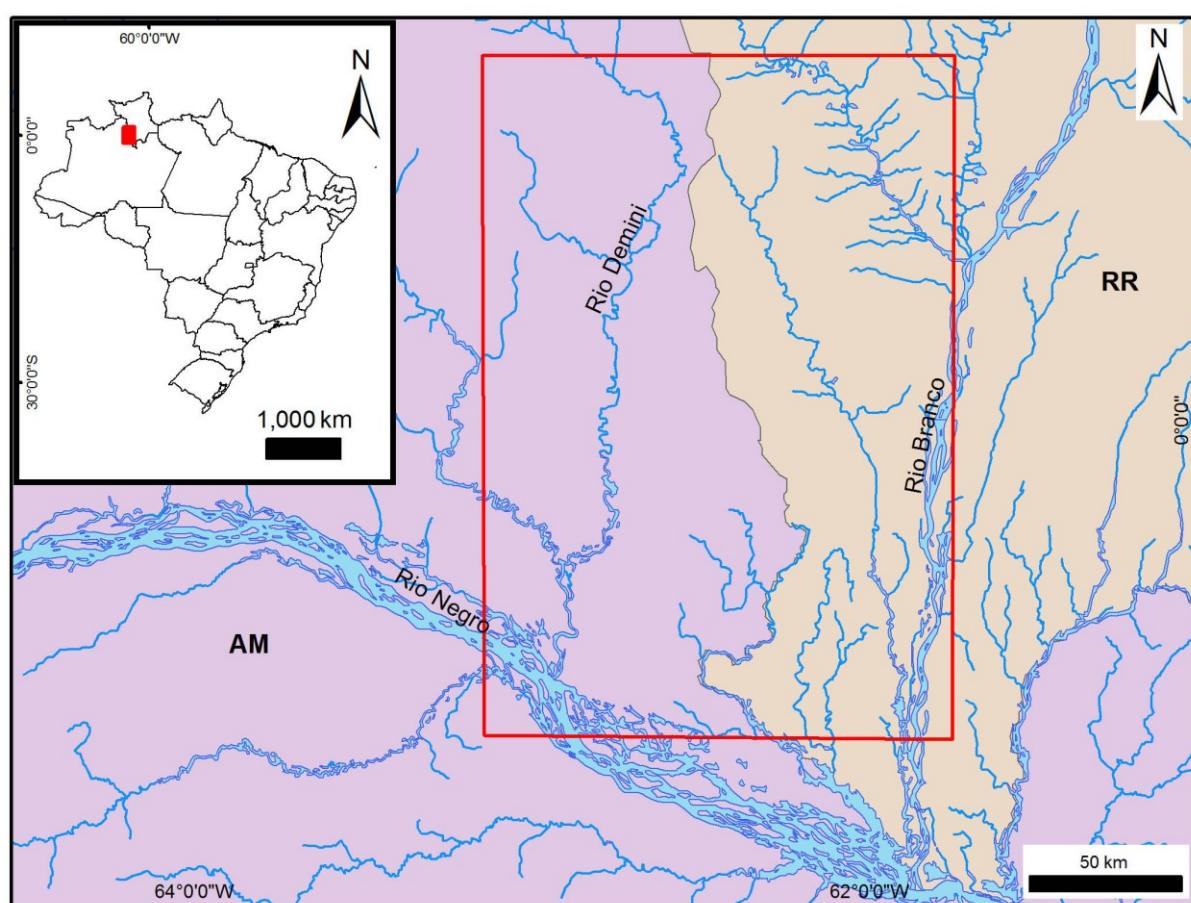 60°0'0"W
N
0°0'0"
30°0'0"S
1,000 km
N
Rio Demini
RR
Rio Branco
0°0'0"
Rio Negro
AM
64°0'0"W
62°0'0"W
50 km